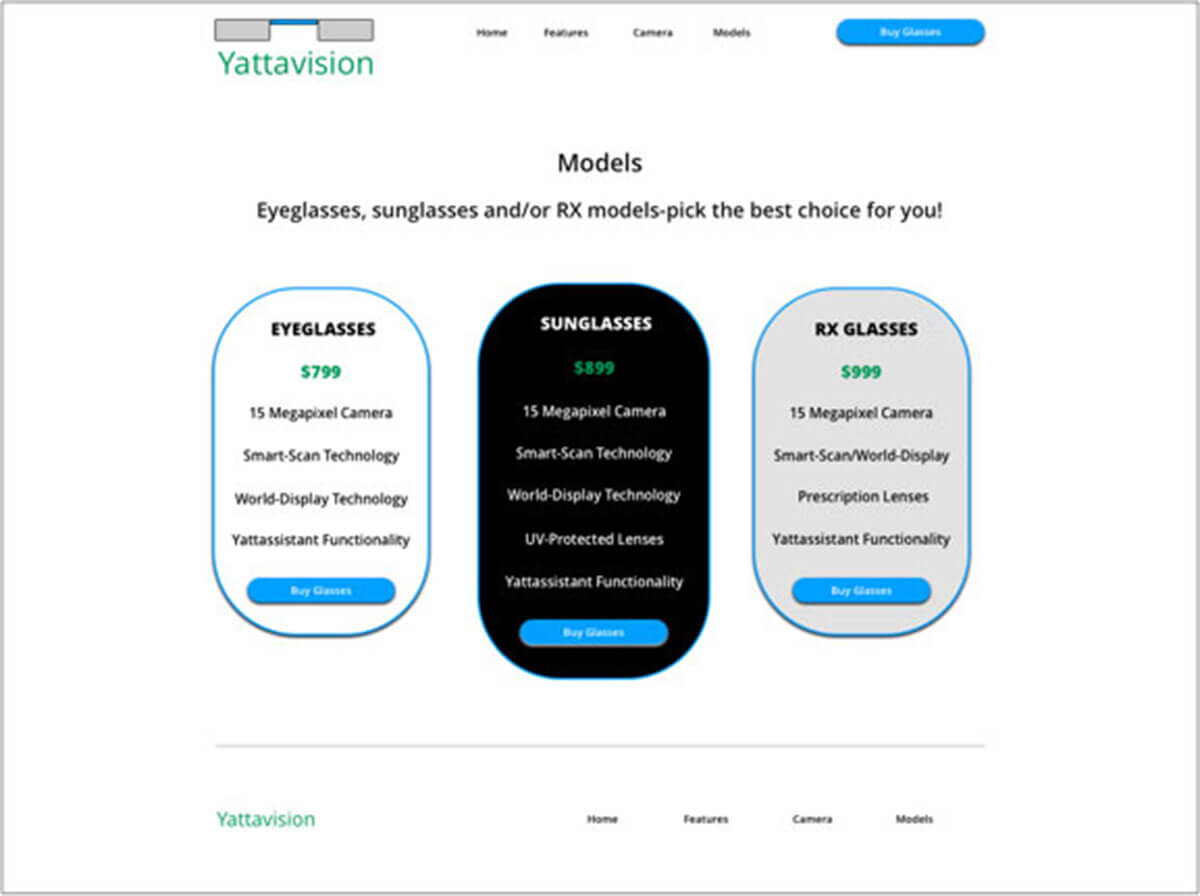 Yattavision
Home Features Camera Models Buy Glasses
Models
Eyeglasses, sunglasses and/or RX models-pick the best choice for you!
EYEGLASSES
$799
15 Megapixel Camera
Smart-Scan Technology
World-Display Technology
Yattassistant Functionality
Buy Glasses
SUNGLASSES
$899
15 Megapixel Camera
Smart-Scan Technology
World-Display Technology
UV-Protected Lenses
Yattassistant Functionality
Buy Glasses
RX GLASSES
$999
15 Megapixel Camera
Smart-Scan/World-Display
Prescription Lenses
Yattassistant Functionality
Buy Glasses
Yattavision Home Features Camera Models